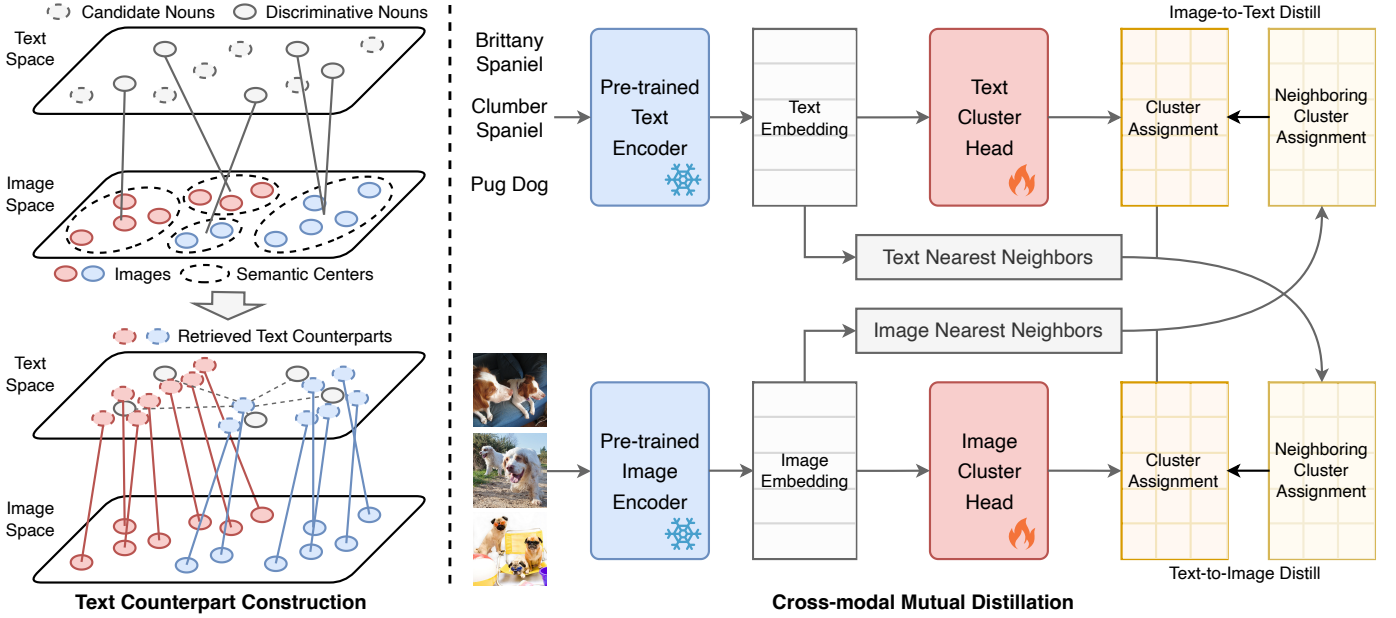 Candidate Nouns
Discriminative Nouns
Text
Space
Image
Space
Images
Semantic Centers
Retrieved Text Counterparts
Text
Space
Image
Space
Text Counterpart Construction
Image-to-Text Distill
Brittany
Spaniel
Clumber
Spaniel
Pug Dog
Pre-trained
Text
Encoder
Text
Embedding
Text
Cluster
Head
Cluster
Assignment
Neighboring
Cluster
Assignment
Text Nearest Neighbors
Image Nearest Neighbors
Pre-trained
Image
Encoder
Image
Embedding
Image
Cluster
Head
Cluster
Assignment
Neighboring
Cluster
Assignment
Text-to-Image Distill
Cross-modal Mutual Distillation